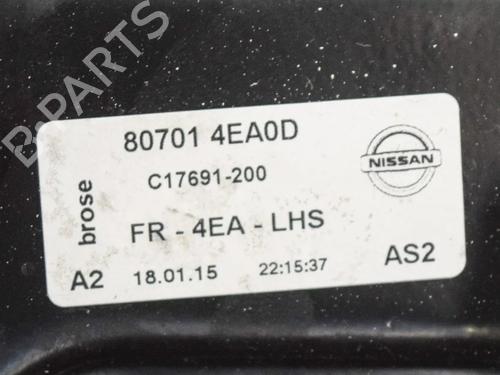 80701 4EA0D
NISSAN
C17691-200
brose
FR - 4EA - LHS
A2 18.01.15 22:15:37 AS2
B-PARTS